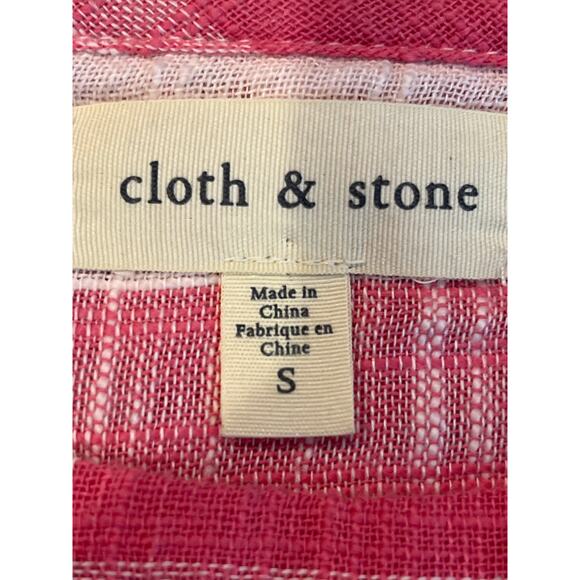 cloth & stone
Made in
China
Fabrique en
Chine
S